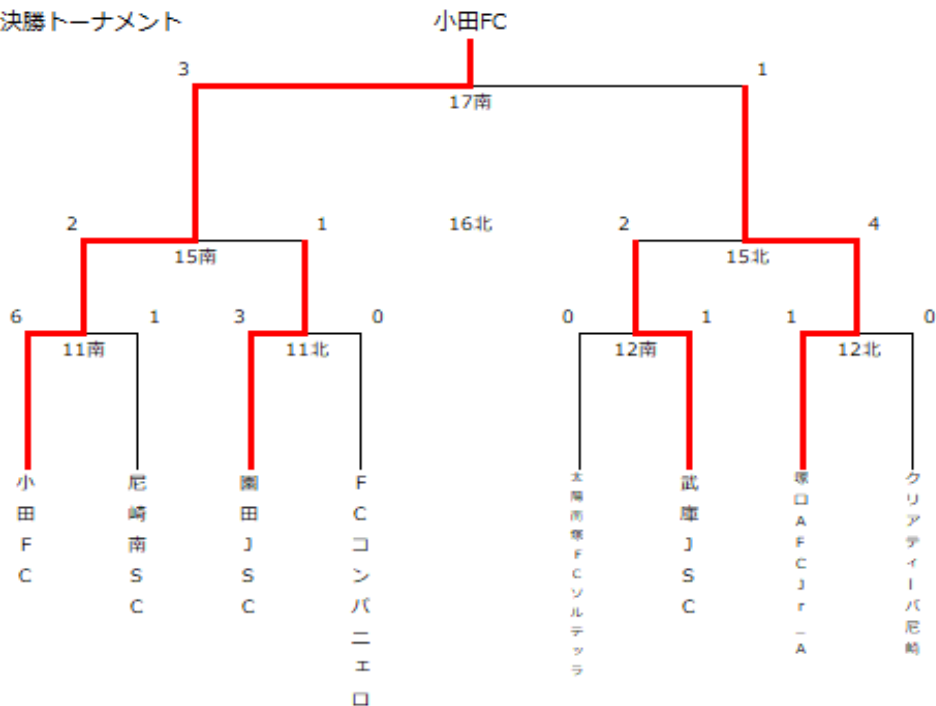 決勝トーナメント
小田FC
3
1
17南
2
1
16北
2
4
15南
15北
6
1
3
0
0
1
1
0
11南
11北
12南
12北
小田FC
尼崎南SC
園田JSC
FCコンパニエロ
武庫JSC
塚口AFCJr_A
クリアティーバ尼崎